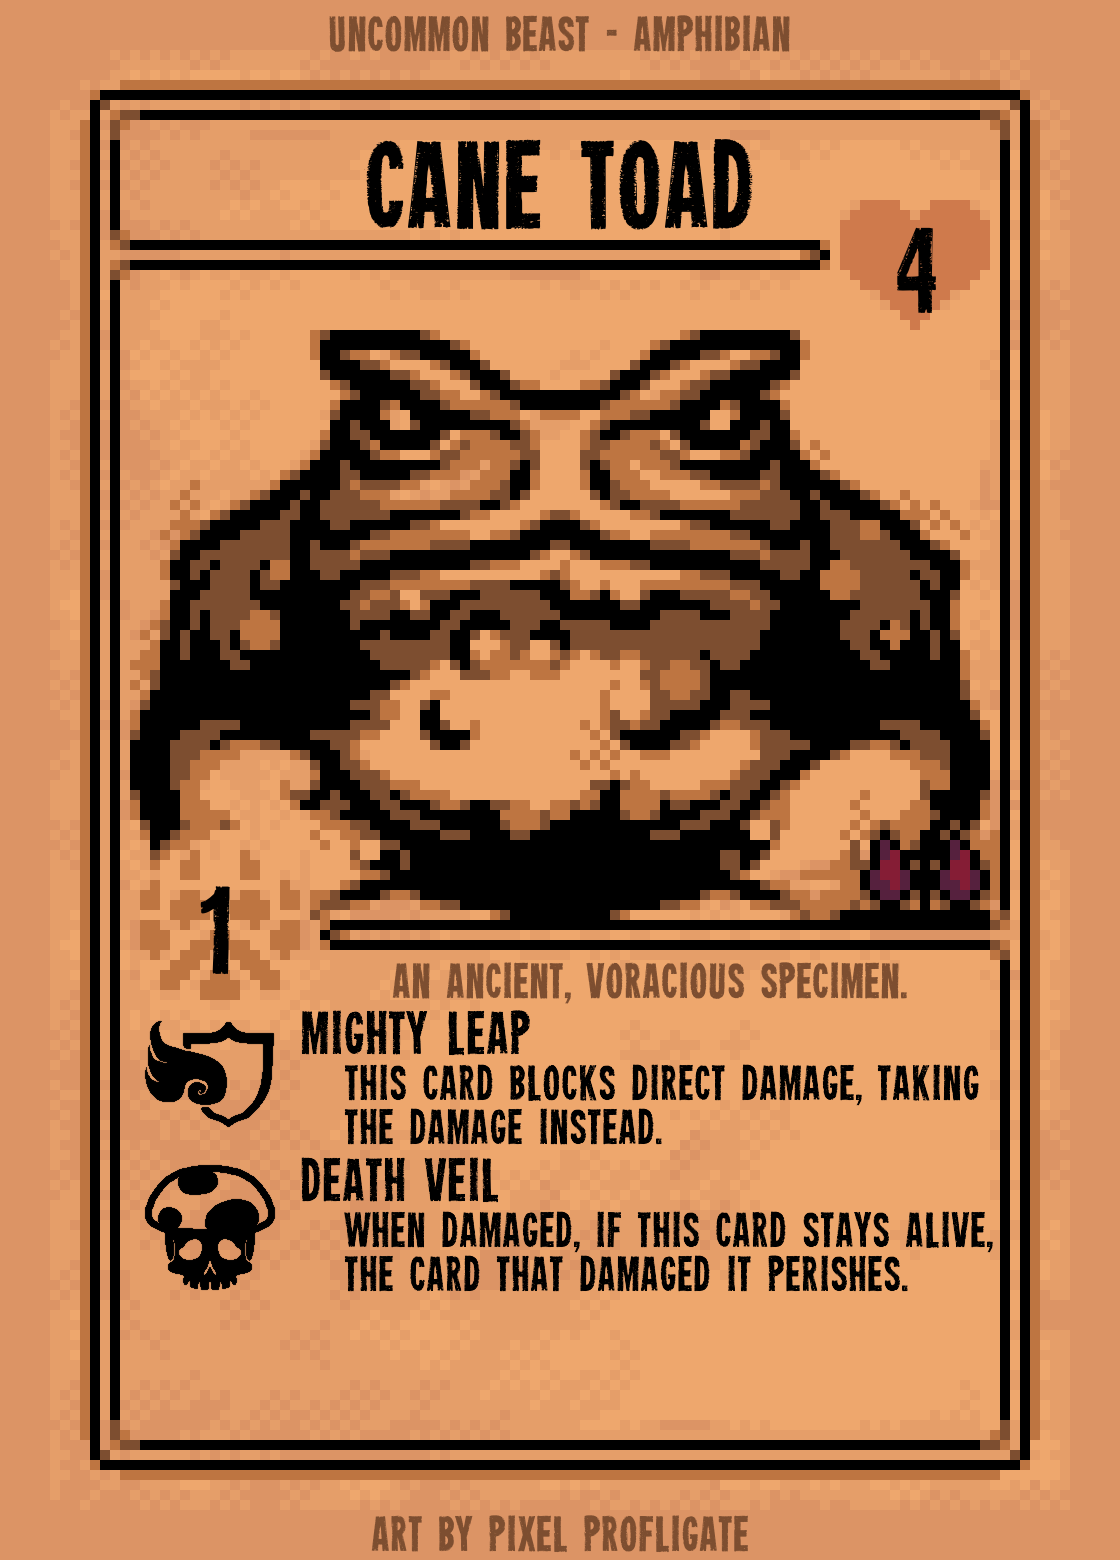 UNCOMMON BEAST - AMPHIBIAN
CANE TOAD
4
1
AN ANCIENT, VORACIOUS SPECIMEN.
MIGHTY LEAP
THIS CARD BLOCKS DIRECT DAMAGE, TAKING
THE DAMAGE INSTEAD.
DEATH VEIL
WHEN DAMAGED, IF THIS CARD STAYS ALIVE,
THE CARD THAT DAMAGED IT PERISHES.
ART BY PIXEL PROFLIGATE